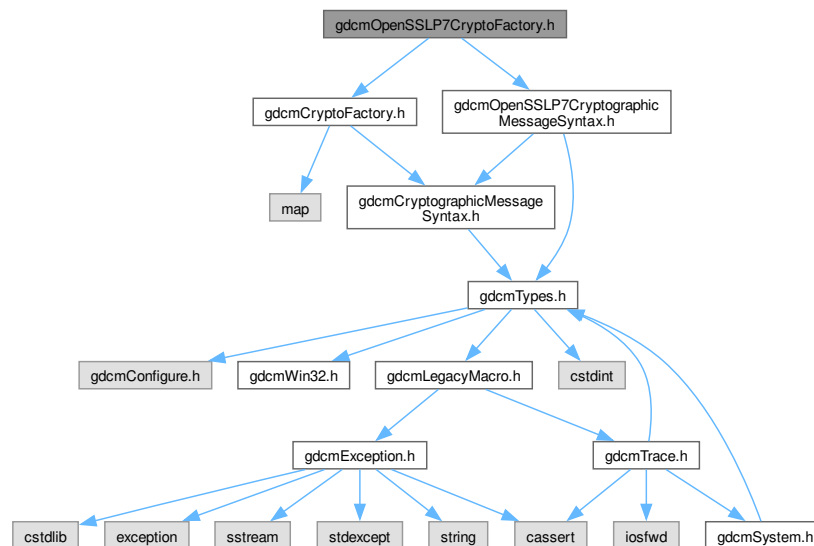 gdcmOpenSSLP7CryptoFactory.h
gdcmCryptoFactory.h
gdcmOpenSSLP7Cryptographic
MessageSyntax.h
map
gdcmCryptographicMessage
Syntax.h
gdcmTypes.h
gdcmConfigure.h
gdcmWin32.h
gdcmLegacyMacro.h
cstdint
gdcmException.h
gdcmTrace.h
cstdlib
exception
sstream
stdexcept
string
cassert
iosfwd
gdcmSystem.h